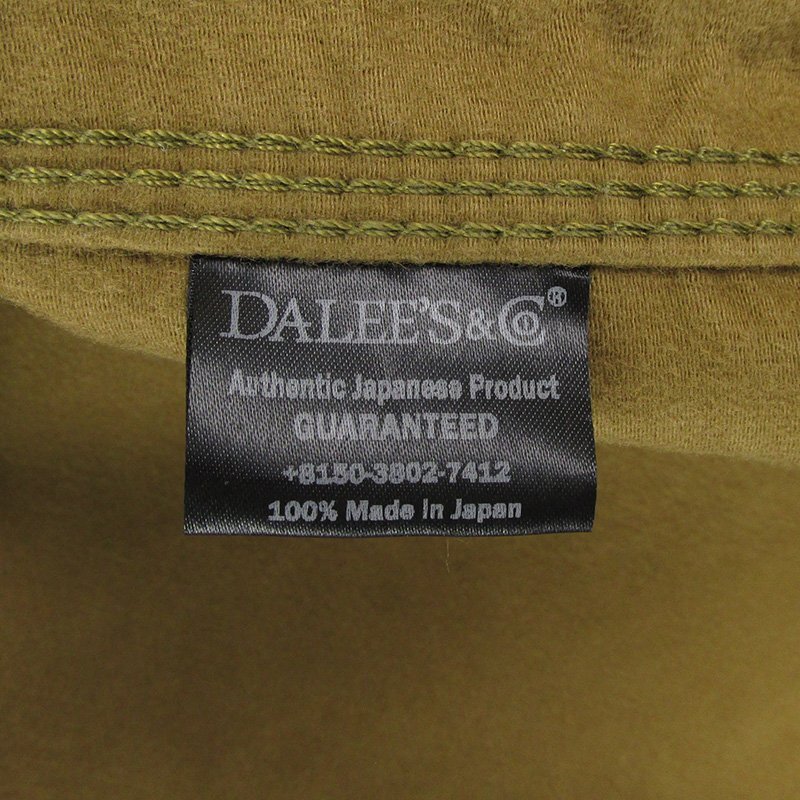 DALEE'S&Co®
Authentic Japanese Product
GUARANTEED
+8150-3802-7412
100% Made in Japan